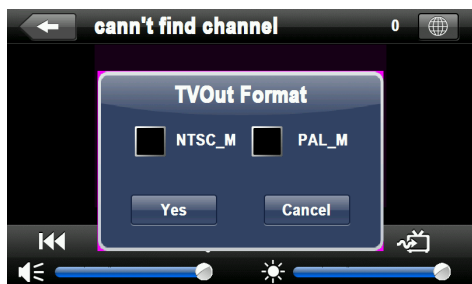 cann't find channel 0
TVOut Format
NTSC_M PAL_M
Yes Cancel